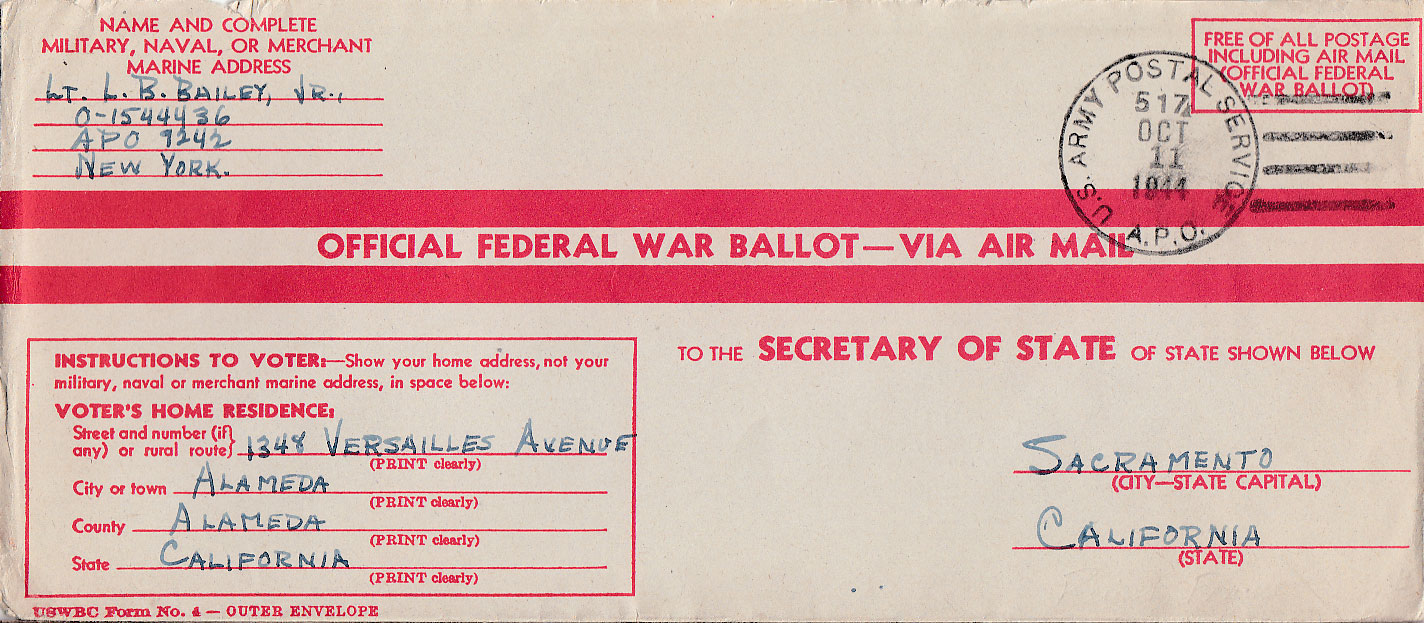 NAME AND COMPLETE
MILITARY, NAVAL, OR MERCHANT
MARINE ADDRESS
LT. L. B. BAILEY, JR.,
O-1544436
APO 9242
NEW YORK.
FREE OF ALL POSTAGE
INCLUDING AIR MAIL
(OFFICIAL FEDERAL
WAR BALLOT)
U.S. ARMY POSTAL SERVICE
517
OCT
11
1944
A.P.O.
OFFICIAL FEDERAL WAR BALLOT—VIA AIR MAIL
INSTRUCTIONS TO VOTER:—Show your home address, not your
military, naval or merchant marine address, in space below:
VOTER'S HOME RESIDENCE:
Street and number (if
any) or rural route} 1348 VERSAILLES AVENUE
(PRINT clearly)
City or town ALAMEDA
(PRINT clearly)
County ALAMEDA
(PRINT clearly)
State CALIFORNIA
(PRINT clearly)
TO THE SECRETARY OF STATE OF STATE SHOWN BELOW
SACRAMENTO
(CITY—STATE CAPITAL)
CALIFORNIA
(STATE)
USWBC Form No. 4 — OUTER ENVELOPE